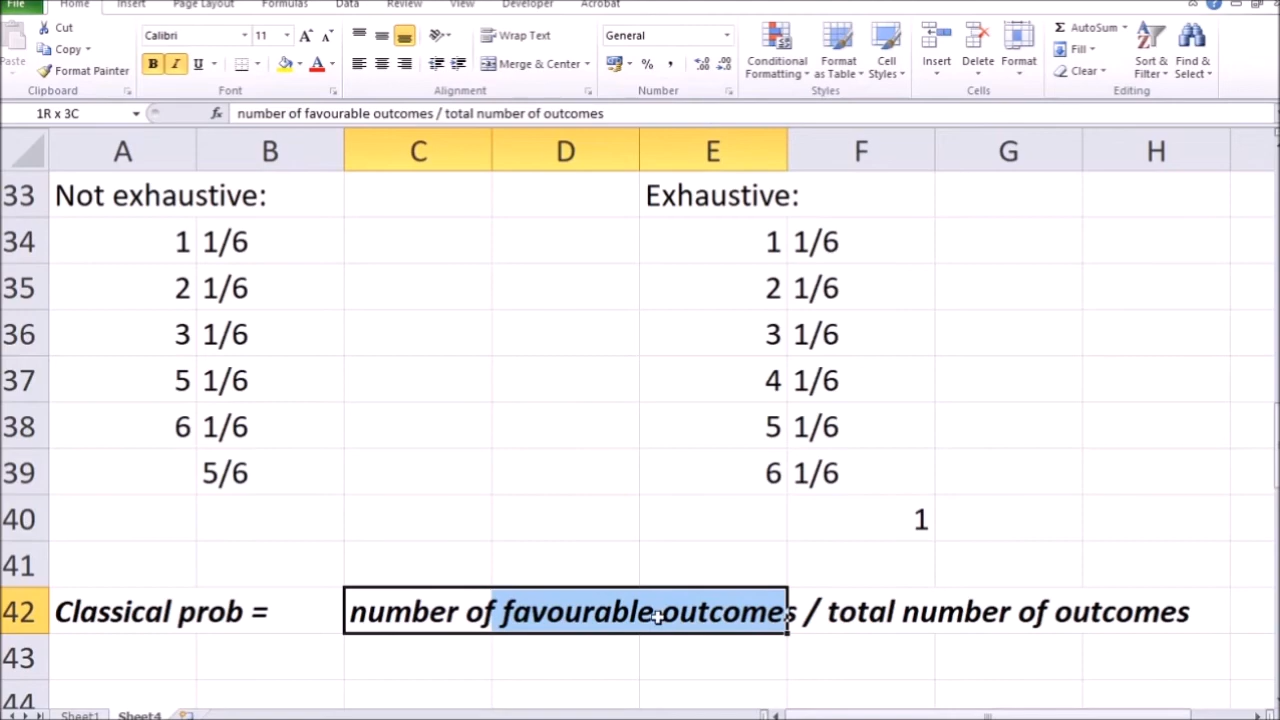 File Home Insert Page Layout Formulas Data Review View Developer Acrobat
Cut Calibri 11 A A Wrap Text General Σ AutoSum
Paste Copy Fill
Format Painter B I U A Merge & Center % , Conditional Formatting Format as Table Cell Styles Insert Delete Format Clear Sort & Filter Find & Select
Clipboard Font Alignment Number Styles Cells Editing
1R x 3C fx number of favourable outcomes / total number of outcomes
A B C D E F G H
33 Not exhaustive: Exhaustive:
34 1 1/6 1 1/6
35 2 1/6 2 1/6
36 3 1/6 3 1/6
37 5 1/6 4 1/6
38 6 1/6 5 1/6
39 5/6 6 1/6
40 1
41
42 Classical prob = number of favourable outcomes / total number of outcomes
43
44
Sheet1 Sheet4